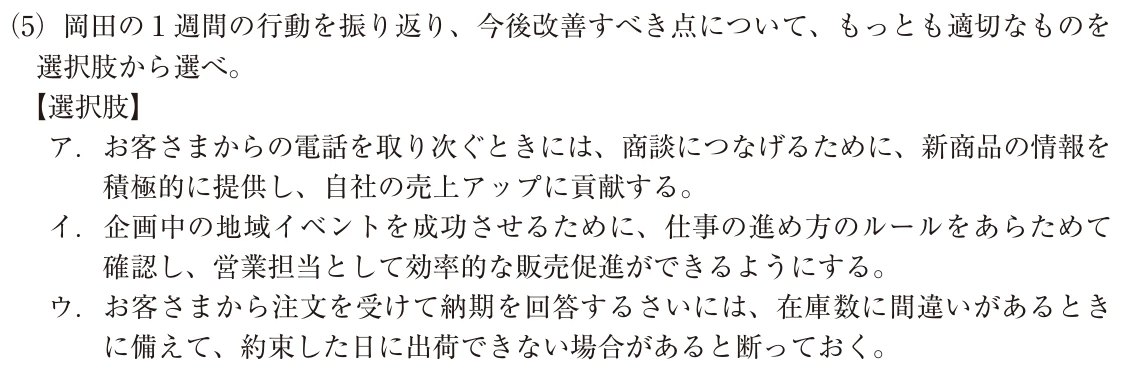 (5) 岡田の１週間の行動を振り返り、今後改善すべき点について、もっとも適切なものを
選択肢から選べ。
【選択肢】
ア．お客さまからの電話を取り次ぐときには、商談につなげるために、新商品の情報を
積極的に提供し、自社の売上アップに貢献する。
イ．企画中の地域イベントを成功させるために、仕事の進め方のルールをあらためて
確認し、営業担当として効率的な販売促進ができるようにする。
ウ．お客さまから注文を受けて納期を回答するさいには、在庫数に間違いがあるとき
に備えて、約束した日に出荷できない場合があると断っておく。